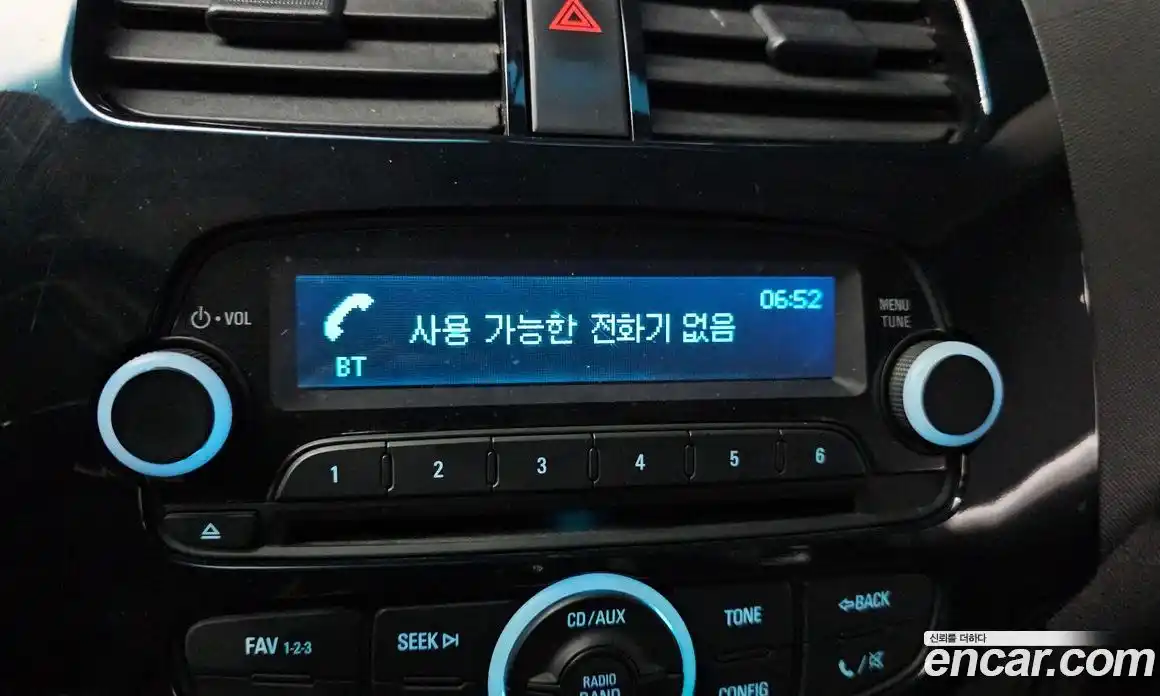 06:52
사용 가능한 전화기 없음
BT
⏻•VOL
MENU
TUNE
1
2
3
4
5
6
FAV 1-2-3
SEEK
CD/AUX
RADIO
BAND
TONE
CONFIG
BACK
신뢰를 더하다
encar.com